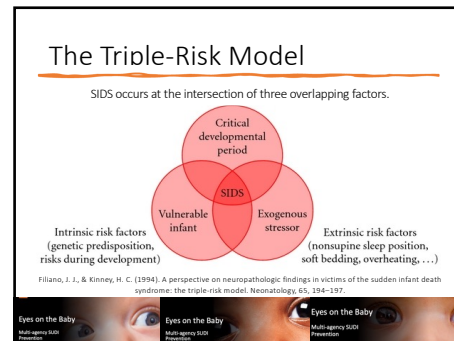 The Triple-Risk Model
SIDS occurs at the intersection of three overlapping factors.
Critical
developmental
period
SIDS
Vulnerable
infant
Exogenous
stressor
Intrinsic risk factors
(genetic predisposition,
risks during development)
Extrinsic risk factors
(nonsupine sleep position,
soft bedding, overheating, …)
Filiano, J. J., & Kinney, H. C. (1994). A perspective on neuropathologic findings in victims of the sudden infant death
syndrome: the triple-risk model. Neonatology, 65, 194–197.
Eyes on the Baby
Multi-agency SUDI
Prevention
Eyes on the Baby
Multi-agency SUDI
Prevention
Eyes on the Baby
Multi-agency SUDI
Prevention